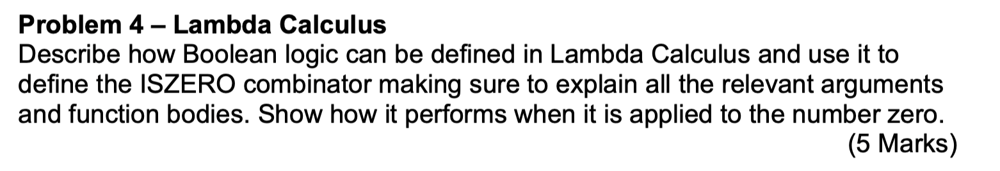 Problem 4 – Lambda Calculus
Describe how Boolean logic can be defined in Lambda Calculus and use it to
define the ISZERO combinator making sure to explain all the relevant arguments
and function bodies. Show how it performs when it is applied to the number zero.
(5 Marks)